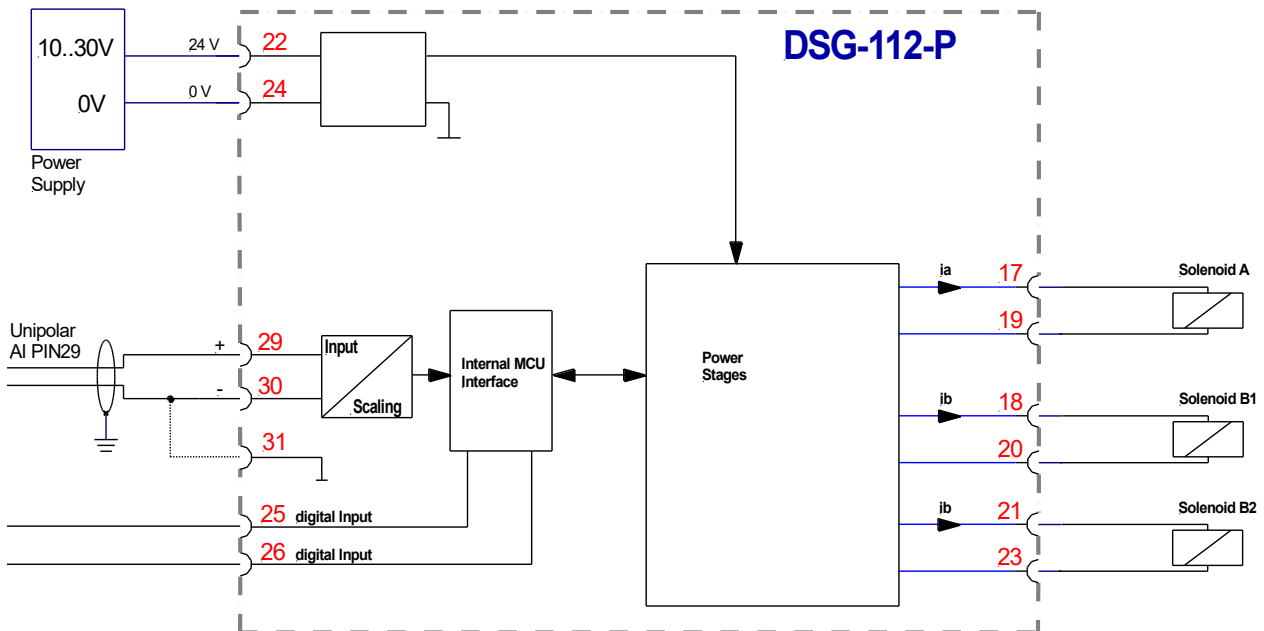 DSG-112-P
10..30V
24 V
22
0V
0 V
24
Power
Supply
ia
17
Solenoid A
19
Unipolar
AI PIN29
+
29
Input
Scaling
-
30
Internal MCU
Interface
Power
Stages
31
ib
18
Solenoid B1
20
25
digital Input
26
digital Input
ib
21
Solenoid B2
23